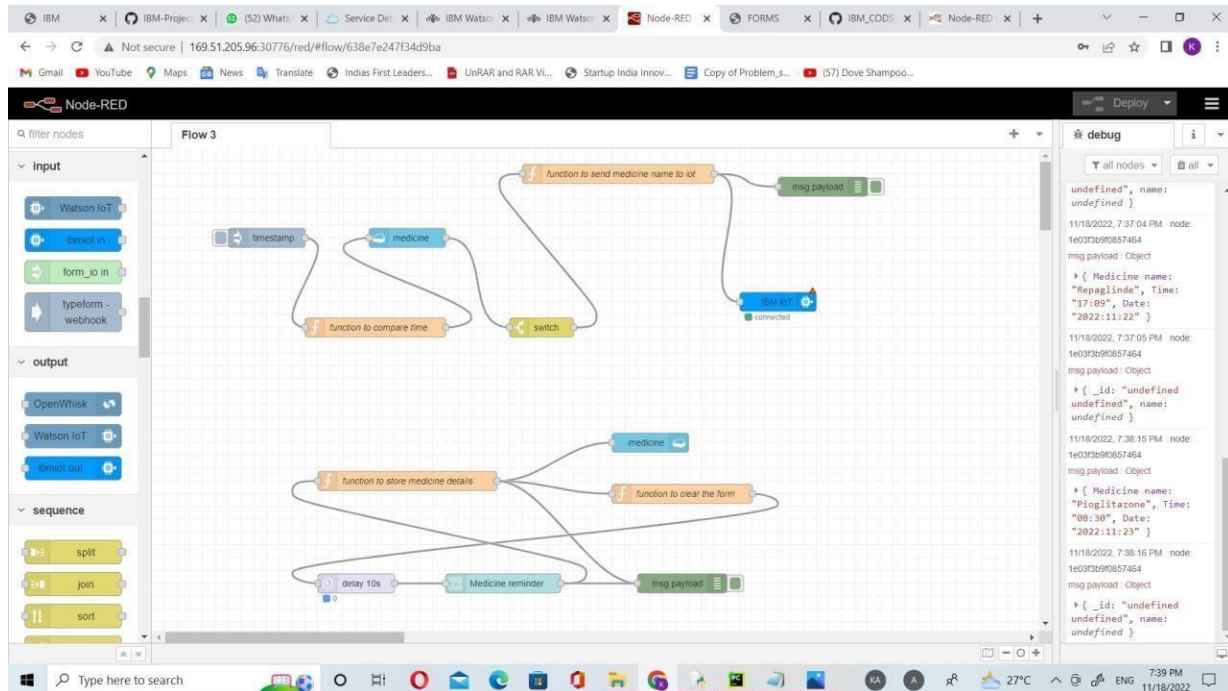 IBM
IBM-Projec
(52) Whats
Service Det
IBM Watso
IBM Watso
Node-RED
FORMS
IBM_CODS
Node-RED
Not secure | 169.51.205.96:30776/red/#flow/638e7e247f34d9ba
K
Gmail YouTube Maps News Translate Indias First Leaders... UnRAR and RAR Vi... Startup India Innov... Copy of Problem_s... (57) Dove Shampoo...
Node-RED
Deploy
filter nodes
Flow 3
debug
i
all nodes
all
input
Watson IoT
ibmiot in
form_io in
typeform -
webhook
output
OpenWhisk
Watson IoT
ibmiot out
sequence
split
join
sort
function to send medicine name to iot
msg.payload
timestamp
medicine
IBM IoT
connected
function to compare time
switch
medicine
function to store medicine details
function to clear the form
delay 10s
0
Medicine reminder
msg.payload
undefined", name:
undefined }
11/18/2022, 7:37:04 PM node:
1e03f3b9f0857464
msg.payload : Object
{ Medicine name:
"Repaglinde", Time:
"17:09", Date:
"2022:11:22" }
11/18/2022, 7:37:05 PM node:
1e03f3b9f0857464
msg.payload : Object
{ _id: "undefined
undefined", name:
undefined }
11/18/2022, 7:38:15 PM node:
1e03f3b9f0857464
msg.payload : Object
{ Medicine name:
"Pioglitazone", Time:
"08:30", Date:
"2022:11:23" }
11/18/2022, 7:38:16 PM node:
1e03f3b9f0857464
msg.payload : Object
{ _id: "undefined
undefined", name:
undefined }
Type here to search
KA
A
27°C
ENG
7:39 PM
11/18/2022